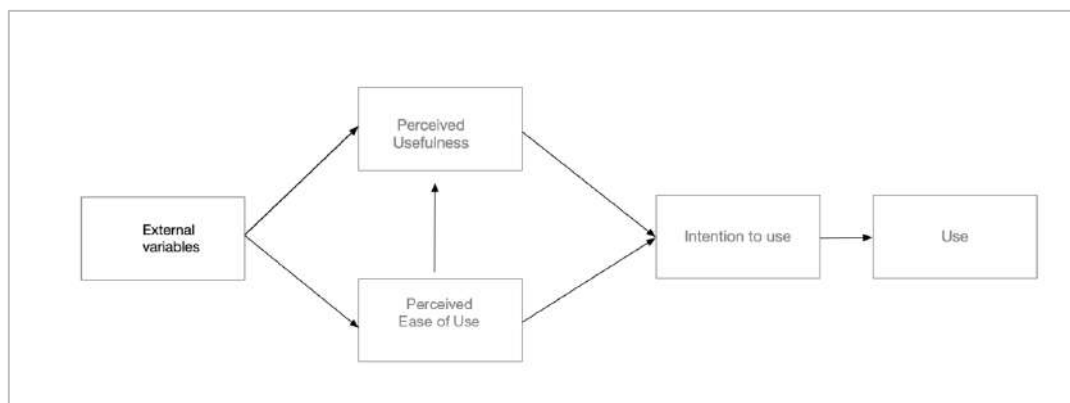 Perceived
Usefulness
External
variables
Intention to use
Use
Perceived
Ease of Use